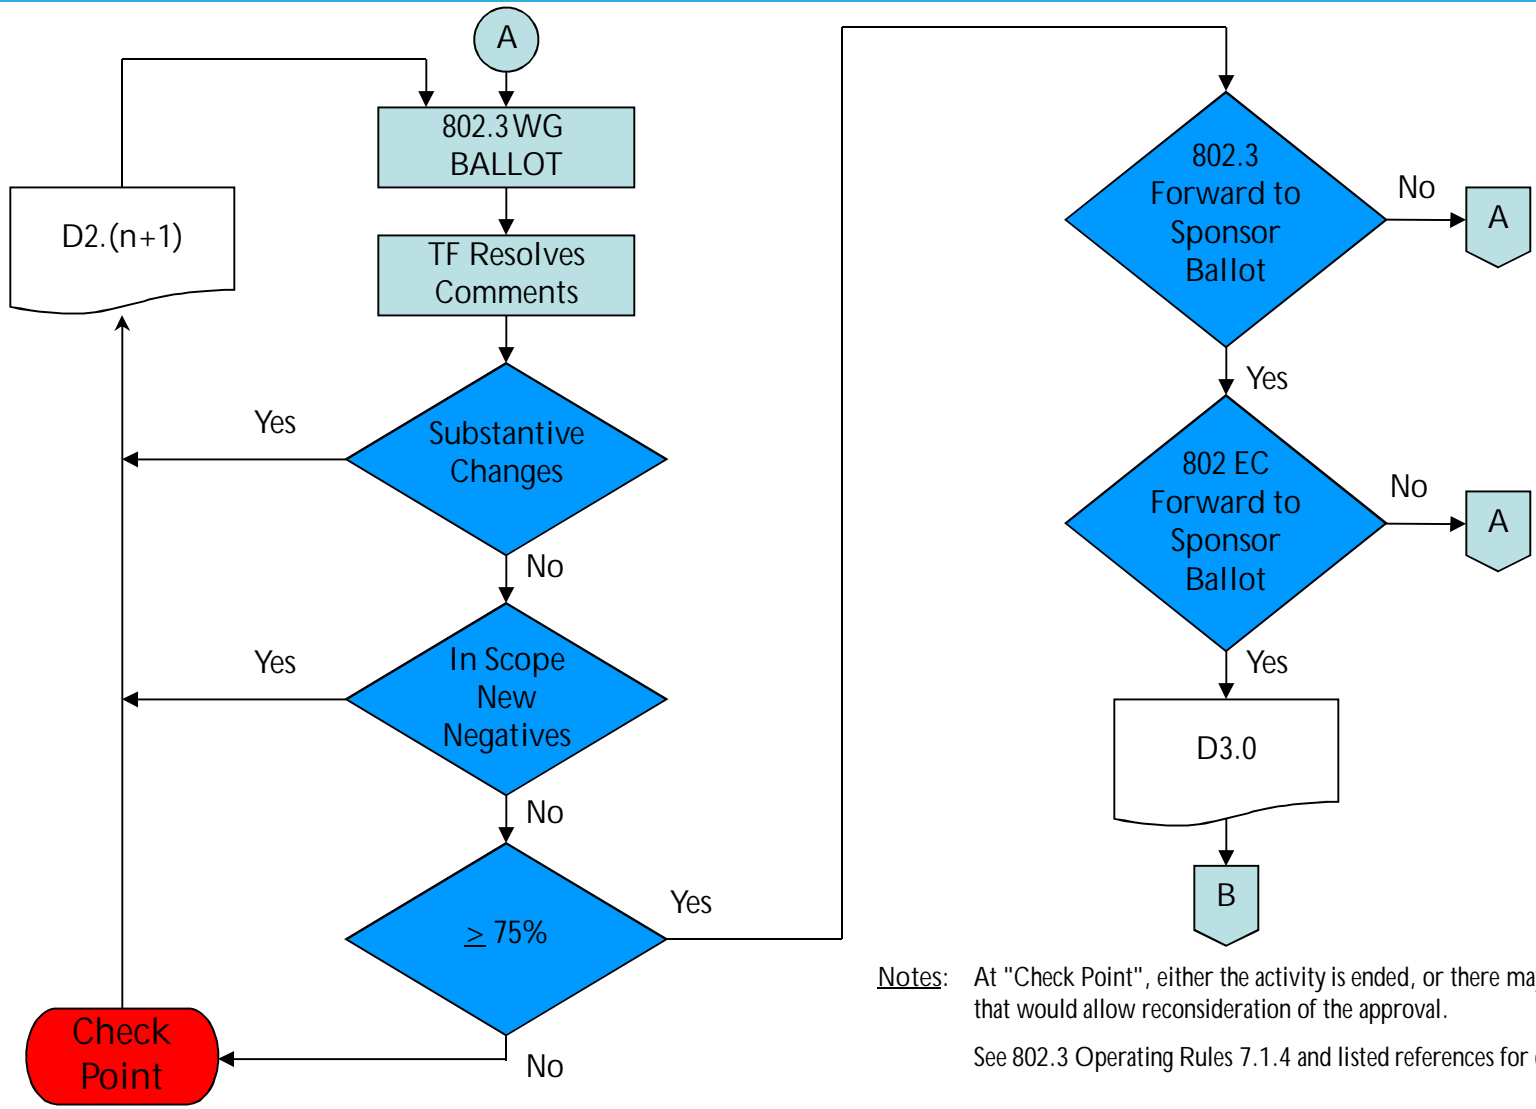 A
802.3 WG
BALLOT
D2.(n+1)
TF Resolves
Comments
Yes
Substantive
Changes
No
Yes
In Scope
New
Negatives
No
≥ 75%
Yes
No
Check
Point
802.3
Forward to
Sponsor
Ballot
No
A
Yes
802 EC
Forward to
Sponsor
Ballot
No
A
Yes
D3.0
B
Notes: At "Check Point", either the activity is ended, or there
that would allow reconsideration of the approval.
See 802.3 Operating Rules 7.1.4 and listed references for